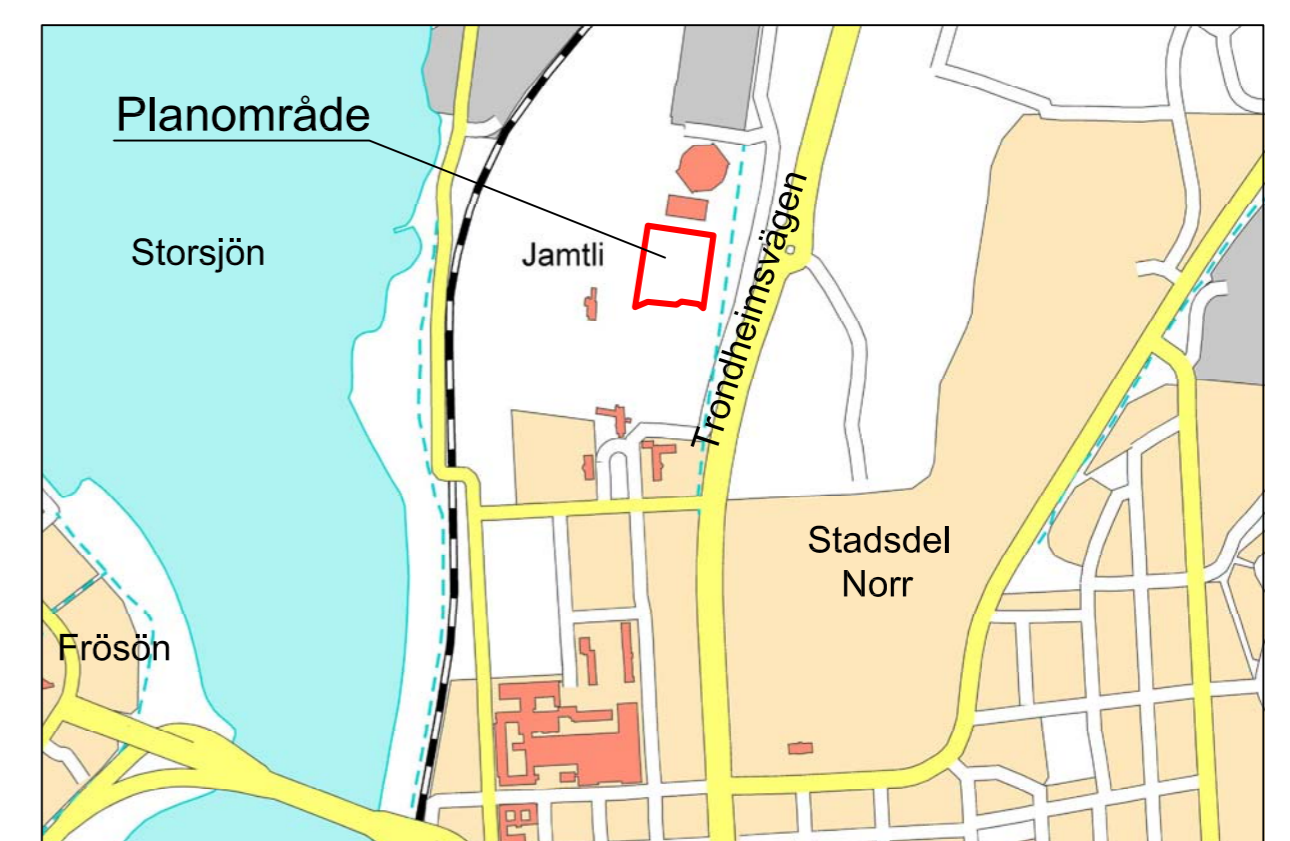 Planområde
Storsjön
Jamtli
Trondheimsvägen
Stadsdel
Norr
Frösön